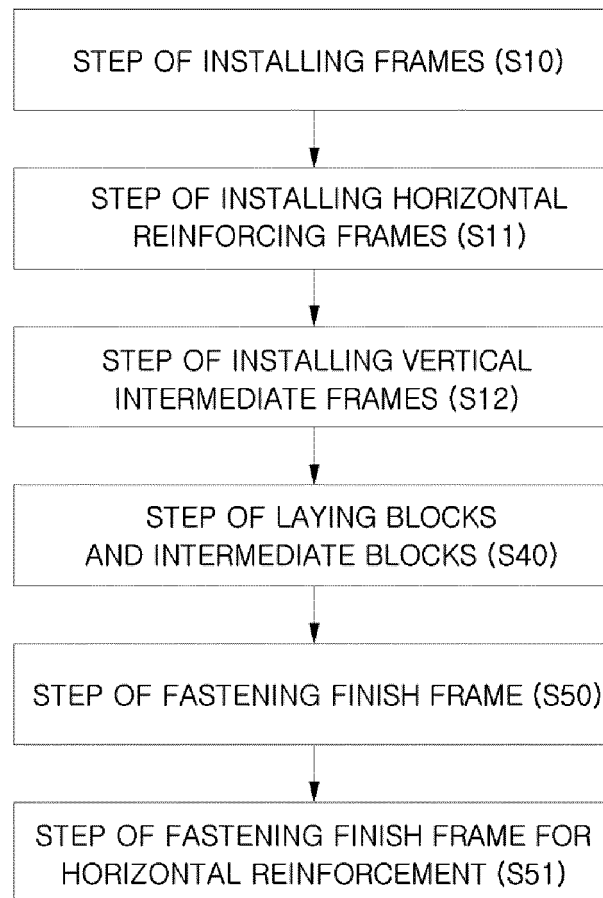 STEP OF INSTALLING FRAMES (S10)
STEP OF INSTALLING HORIZONTAL
REINFORCING FRAMES (S11)
STEP OF INSTALLING VERTICAL
INTERMEDIATE FRAMES (S12)
STEP OF LAYING BLOCKS
AND INTERMEDIATE BLOCKS (S40)
STEP OF FASTENING FINISH FRAME (S50)
STEP OF FASTENING FINISH FRAME FOR
HORIZONTAL REINFORCEMENT (S51)